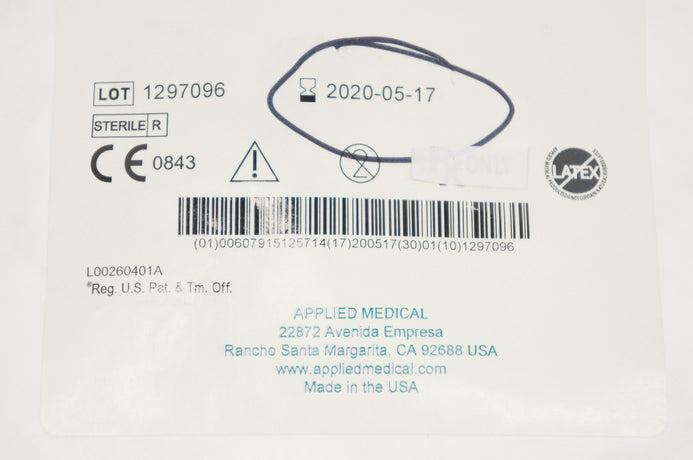 LOT 1297096
2020-05-17
STERILE R
CE 0843
2
ONLY
LATEX
(01)00607915125714(17)200517(30)01(10)1297096
L00260401A
®Reg. U.S. Pat. & Tm. Off.
APPLIED MEDICAL
22872 Avenida Empresa
Rancho Santa Margarita, CA 92688 USA
www.appliedmedical.com
Made in the USA